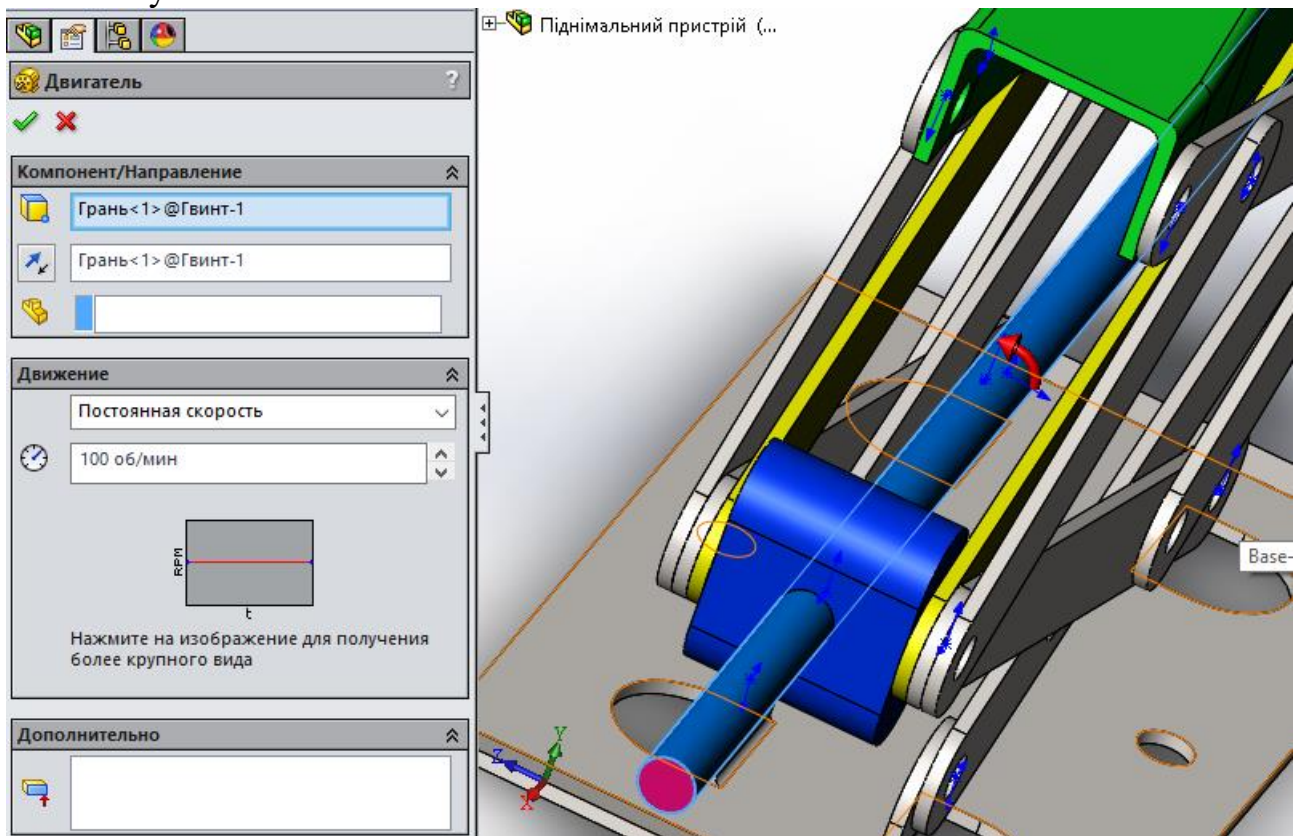 Піднімальний пристрій (...
Двигатель
?
Компонент/Направление
Грань<1>@Гвинт-1
Грань<1>@Гвинт-1
Движение
Постоянная скорость
100 об/мин
RPM
t
Нажмите на изображение для получения
более крупного вида
Дополнительно
Base-
Y
Z
X